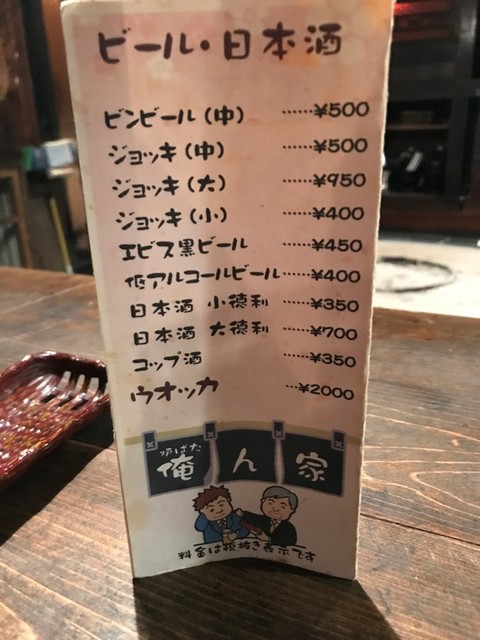 ビール・日本酒
ビンビール(中) ……¥500
ジョッキ(中) ……¥500
ジョッキ(大) ……¥950
ジョッキ(小) ……¥400
エビス黒ビール ……¥450
低アルコールビール……¥400
日本酒 小徳利 ……¥350
日本酒 大徳利 ……¥700
コップ酒 ……¥350
ウオッカ …¥2000
炉ばた
俺ん家
料金は税抜き表示です